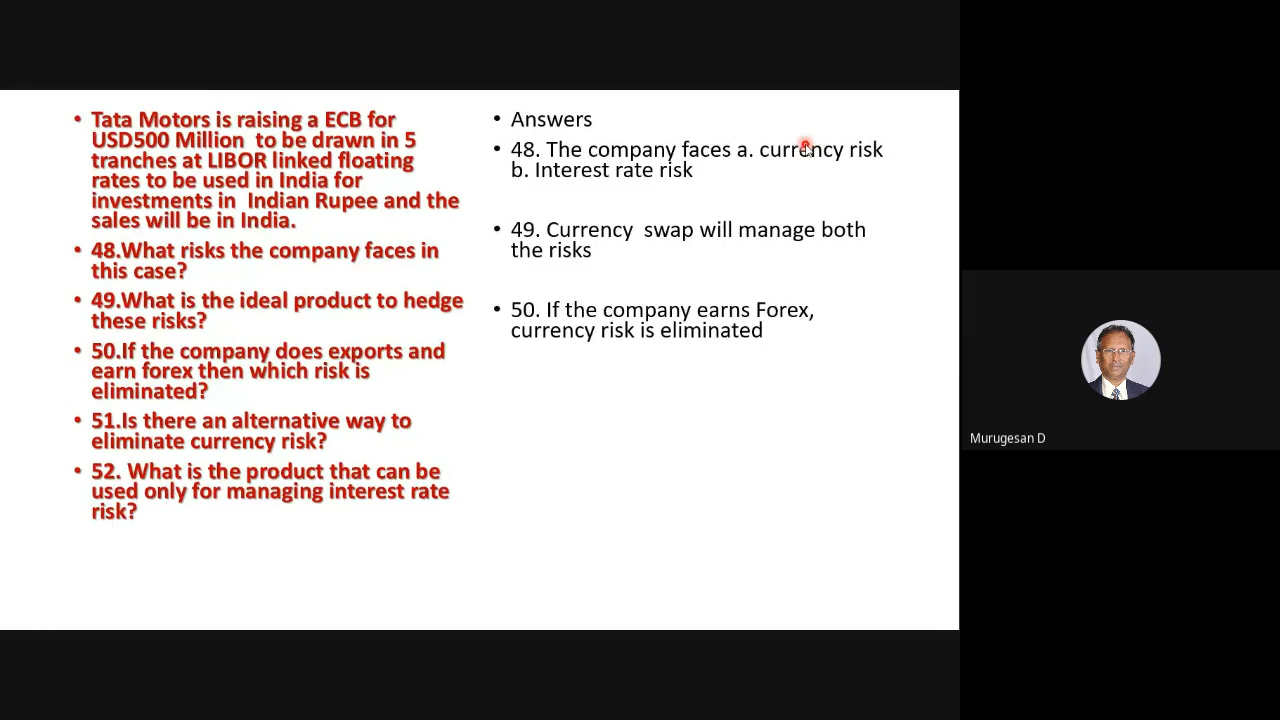 • Tata Motors is raising a ECB for
USD500 Million to be drawn in 5
tranches at LIBOR linked floating
rates to be used in India for
investments in Indian Rupee and the
sales will be in India.
• 48.What risks the company faces in
this case?
• 49.What is the ideal product to hedge
these risks?
• 50.If the company does exports and
earn forex then which risk is
eliminated?
• 51.Is there an alternative way to
eliminate currency risk?
• 52. What is the product that can be
used only for managing interest rate
risk?
• Answers
• 48. The company faces a. currency risk
b. Interest rate risk
• 49. Currency swap will manage both
the risks
• 50. If the company earns Forex,
currency risk is eliminated
Murugesan D